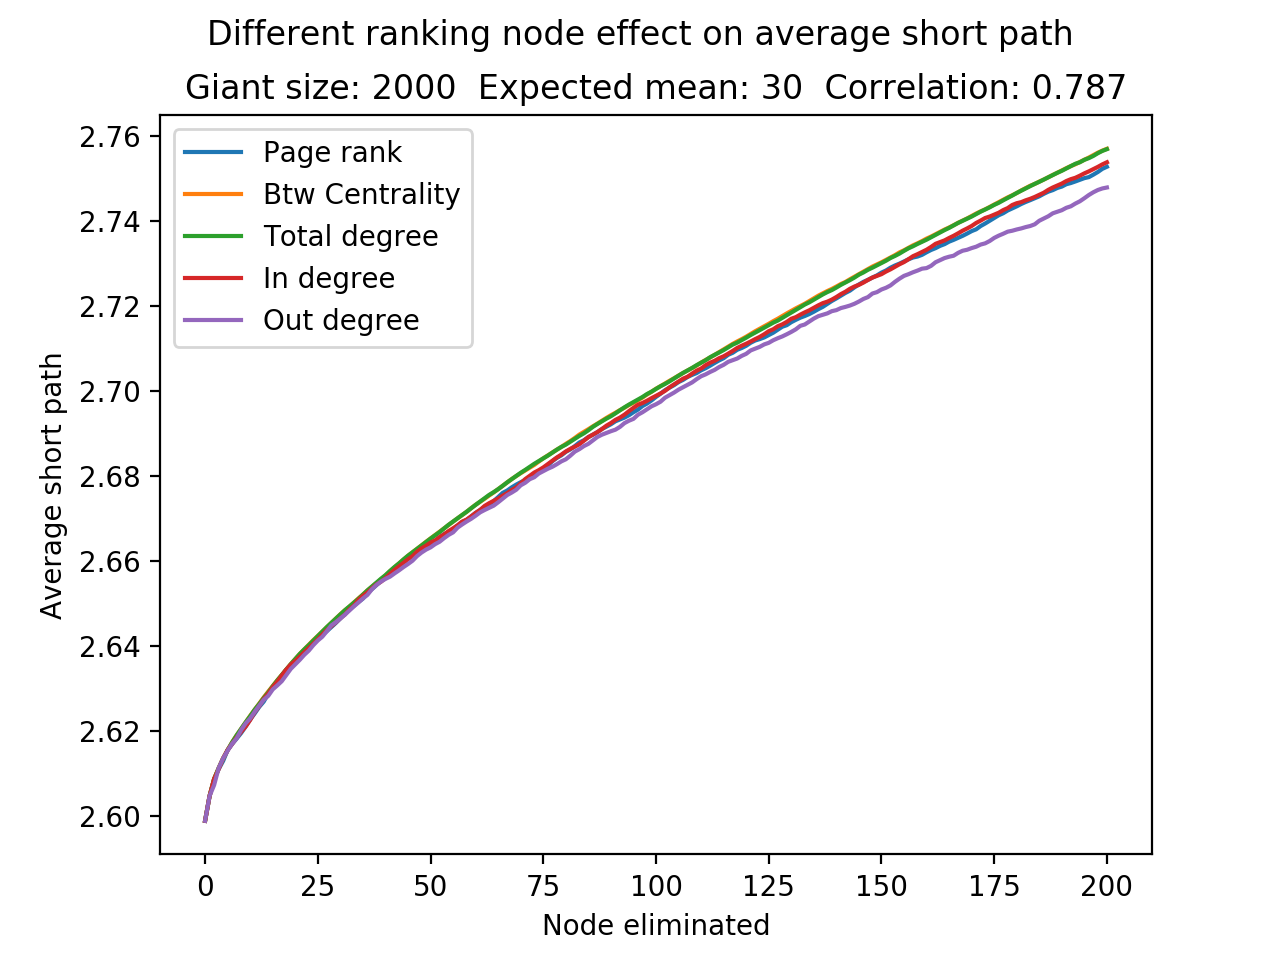 Different ranking node effect on average short path
Giant size: 2000  Expected mean: 30  Correlation: 0.787
Page rank
Btw Centrality
Total degree
In degree
Out degree
2.76
2.74
2.72
2.70
2.68
2.66
2.64
2.62
2.60
Average short path
0 25 50 75 100 125 150 175 200
Node eliminated